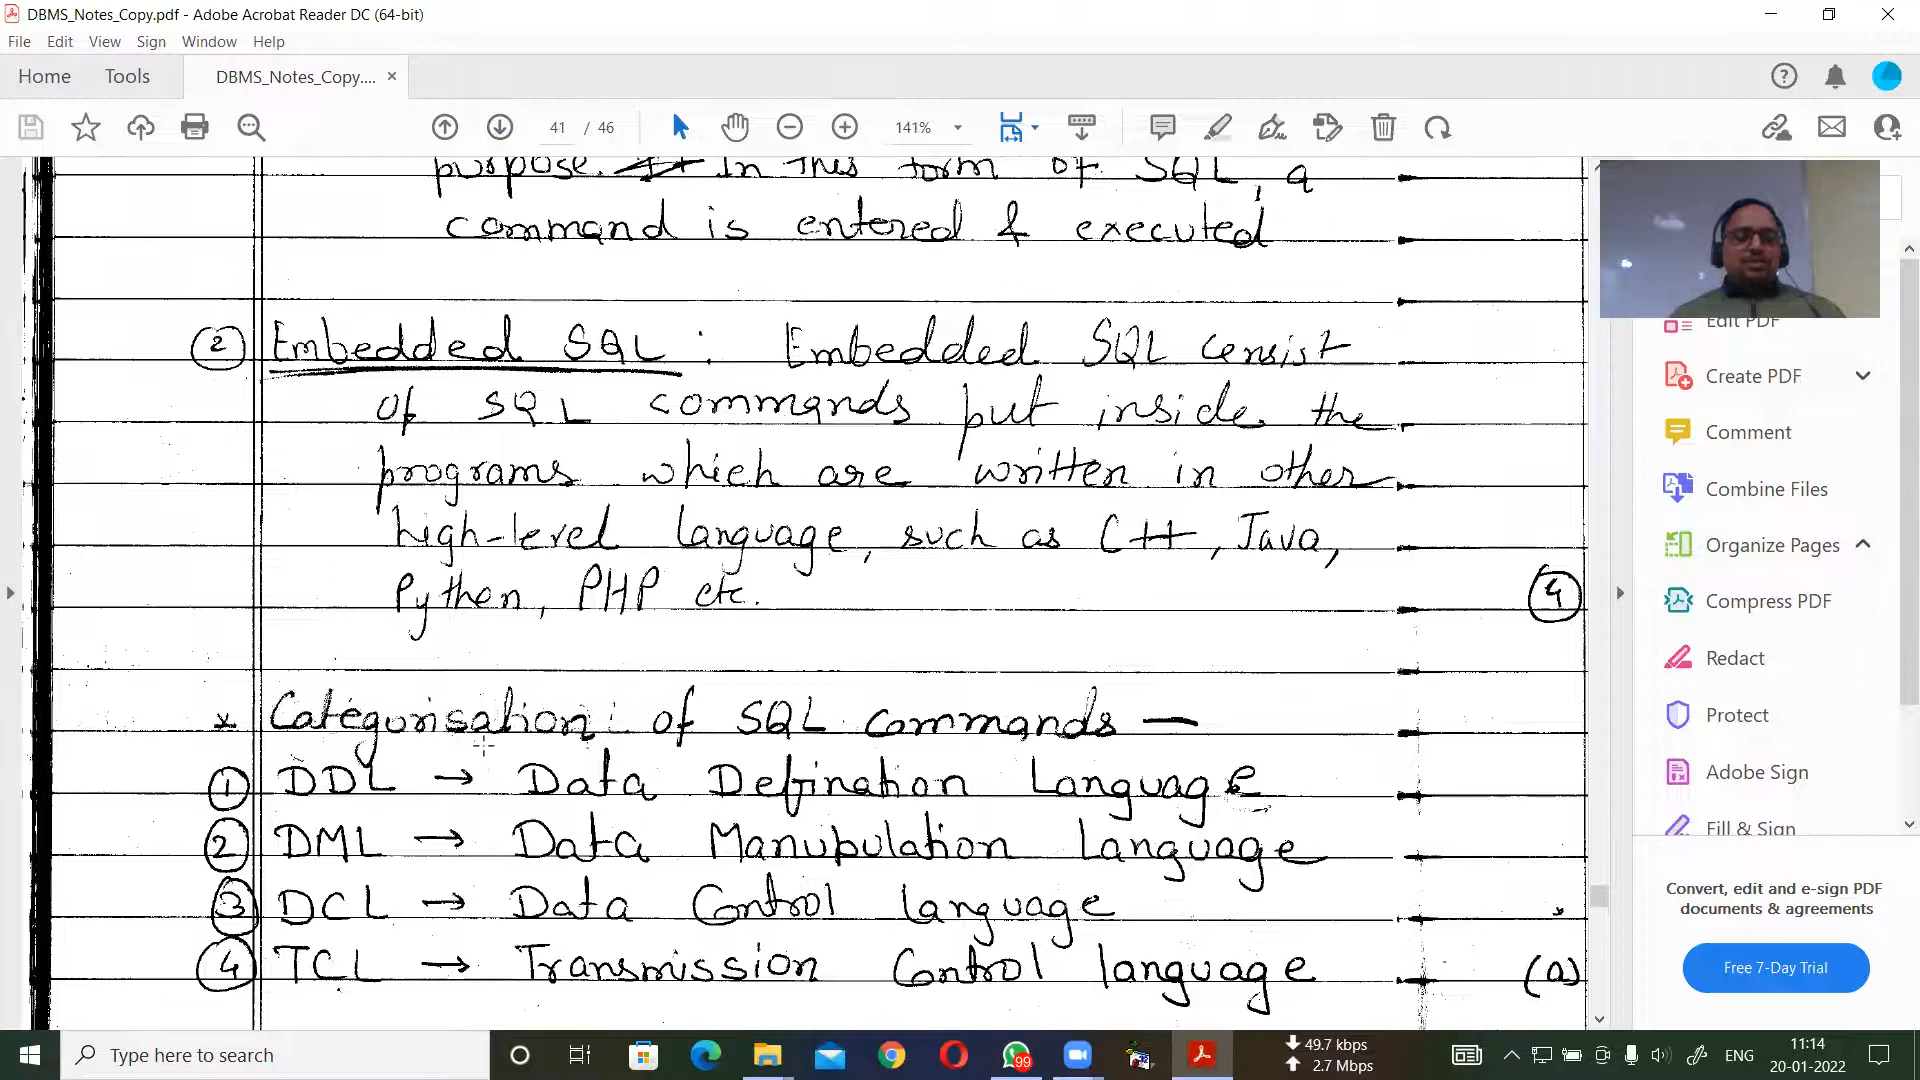 DBMS_Notes_Copy.pdf - Adobe Acrobat Reader DC (64-bit)
File Edit View Sign Window Help
Home Tools DBMS_Notes_Copy.... ×
41 / 46 141%
purpose. In this form of SQL, a
command is entered & executed
② Embedded SQL : Embedded SQL consist
of SQL commands put inside the
programs which are written in other
high-level language, such as C++, Java,
Python, PHP etc.
④
* Categorisation of SQL commands —
① DDL → Data Defination Language
② DML → Data Manupulation Language
③ DCL → Data Control language
④ TCL → Transmission Control language
(a)
Edit PDF
Create PDF
Comment
Combine Files
Organize Pages
Compress PDF
Redact
Protect
Adobe Sign
Fill & Sign
Convert, edit and e-sign PDF
documents & agreements
Free 7-Day Trial
Type here to search
99
49.7 kbps
2.7 Mbps
ENG
11:14
20-01-2022